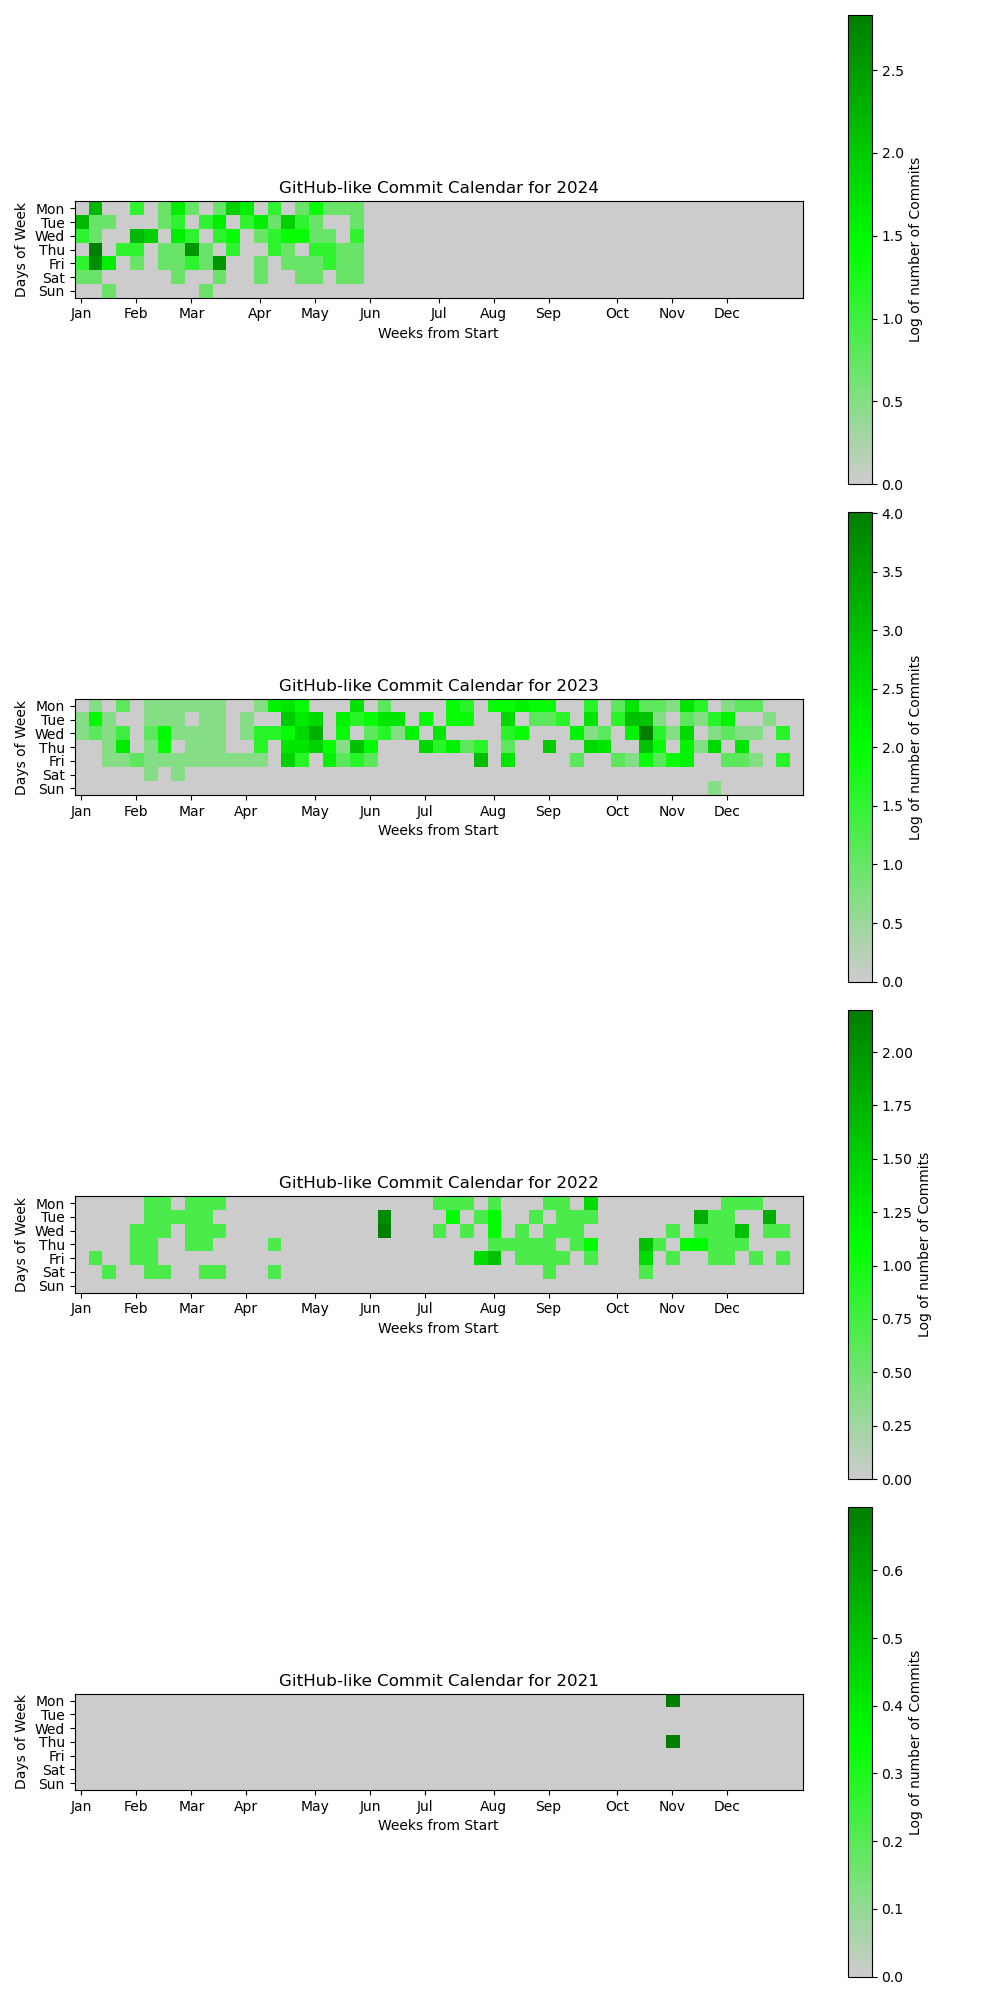 GitHub-like Commit Calendar for 2024
Days of Week
Mon
Tue
Wed
Thu
Fri
Sat
Sun
Jan Feb Mar Apr May Jun Jul Aug Sep Oct Nov Dec
Weeks from Start
2.5
2.0
1.5
1.0
0.5
0.0
Log of number of Commits
GitHub-like Commit Calendar for 2023
Days of Week
Mon
Tue
Wed
Thu
Fri
Sat
Sun
Jan Feb Mar Apr May Jun Jul Aug Sep Oct Nov Dec
Weeks from Start
4.0
3.5
3.0
2.5
2.0
1.5
1.0
0.5
0.0
Log of number of Commits
GitHub-like Commit Calendar for 2022
Days of Week
Mon
Tue
Wed
Thu
Fri
Sat
Sun
Jan Feb Mar Apr May Jun Jul Aug Sep Oct Nov Dec
Weeks from Start
2.00
1.75
1.50
1.25
1.00
0.75
0.50
0.25
0.00
Log of number of Commits
GitHub-like Commit Calendar for 2021
Days of Week
Mon
Tue
Wed
Thu
Fri
Sat
Sun
Jan Feb Mar Apr May Jun Jul Aug Sep Oct Nov Dec
Weeks from Start
0.6
0.5
0.4
0.3
0.2
0.1
0.0
Log of number of Commits